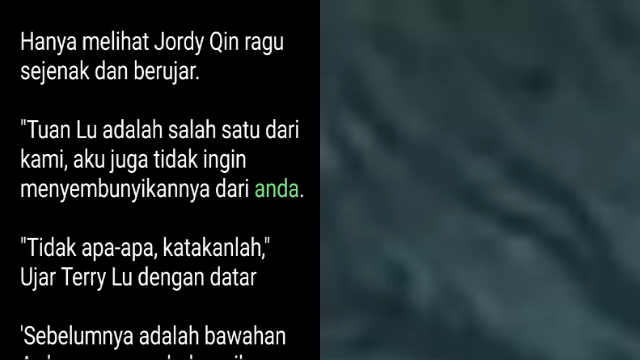 Hanya melihat Jordy Qin ragu
sejenak dan berujar.
"Tuan Lu adalah salah satu dari
kami, aku juga tidak ingin
menyembunyikannya dari anda.
"Tidak apa-apa, katakanlah,"
Ujar Terry Lu dengan datar
'Sebelumnya adalah bawahan